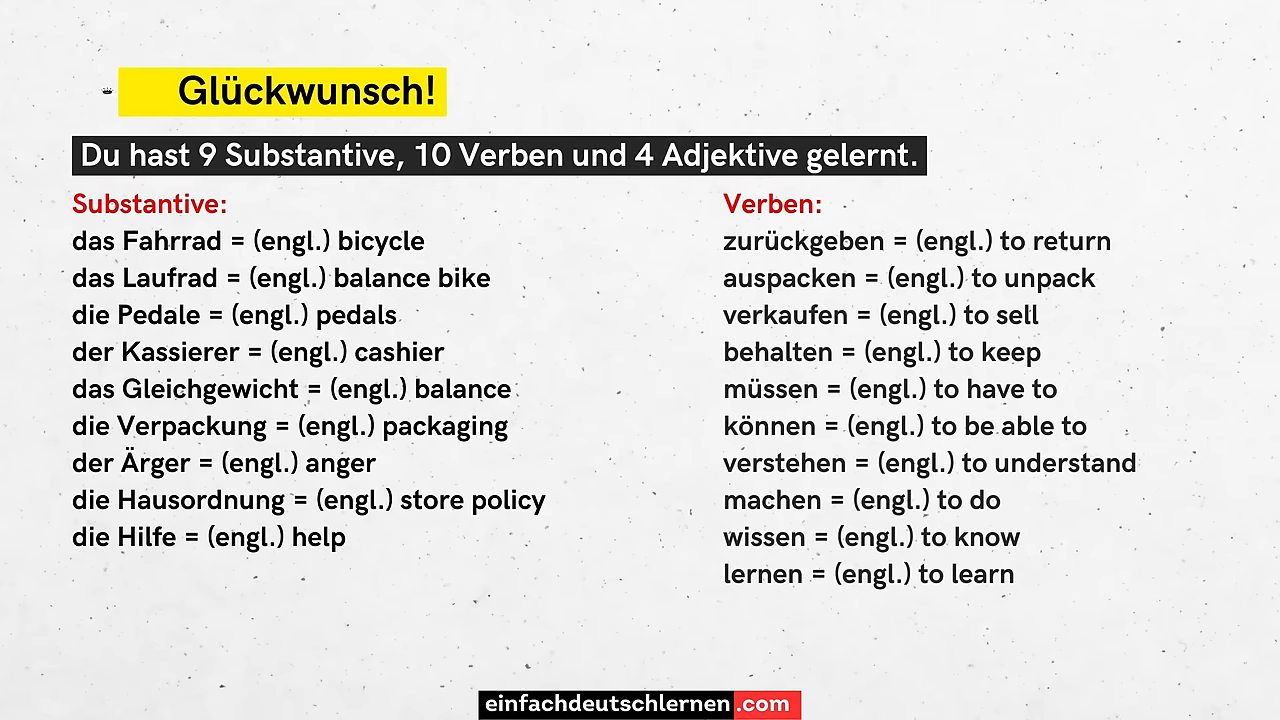 Glückwunsch!
Du hast 9 Substantive, 10 Verben und 4 Adjektive gelernt.
Substantive:
das Fahrrad = (engl.) bicycle
das Laufrad = (engl.) balance bike
die Pedale = (engl.) pedals
der Kassierer = (engl.) cashier
das Gleichgewicht = (engl.) balance
die Verpackung = (engl.) packaging
der Ärger = (engl.) anger
die Hausordnung = (engl.) store policy
die Hilfe = (engl.) help
Verben:
zurückgeben = (engl.) to return
auspacken = (engl.) to unpack
verkaufen = (engl.) to sell
behalten = (engl.) to keep
müssen = (engl.) to have to
können = (engl.) to be able to
verstehen = (engl.) to understand
machen = (engl.) to do
wissen = (engl.) to know
lernen = (engl.) to learn
einfachdeutschlernen.com